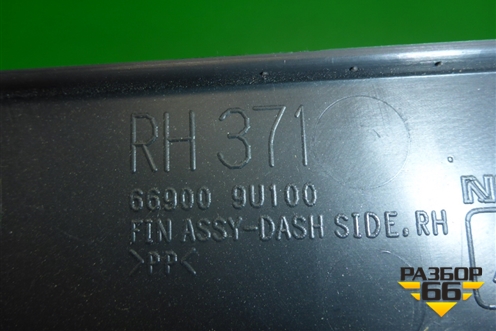 RH 371
66900 9U100
FIN ASSY-DASH SIDE, RH
>PP<
РАЗБОР
66